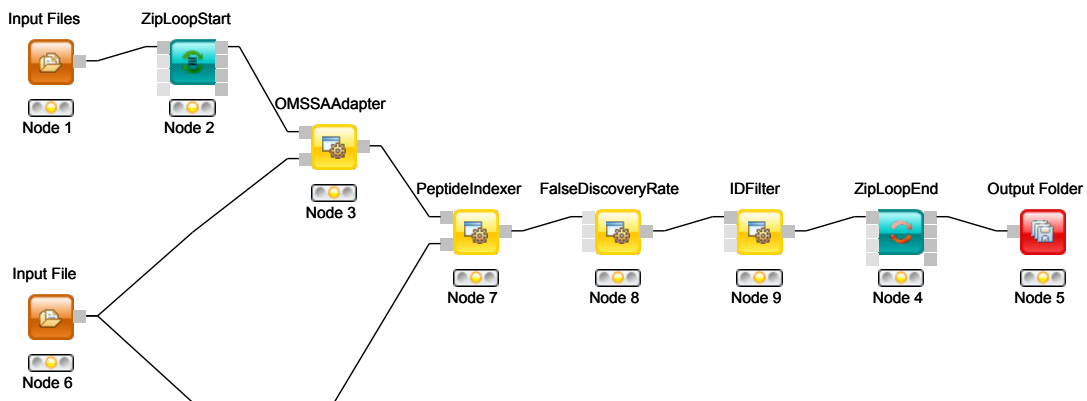 Input Files
ZipLoopStart
Node 1
Node 2
OMSSAAdapter
Node 3
PeptideIndexer
FalseDiscoveryRate
IDFilter
ZipLoopEnd
Output Folder
Node 7
Node 8
Node 9
Node 4
Node 5
Input File
Node 6